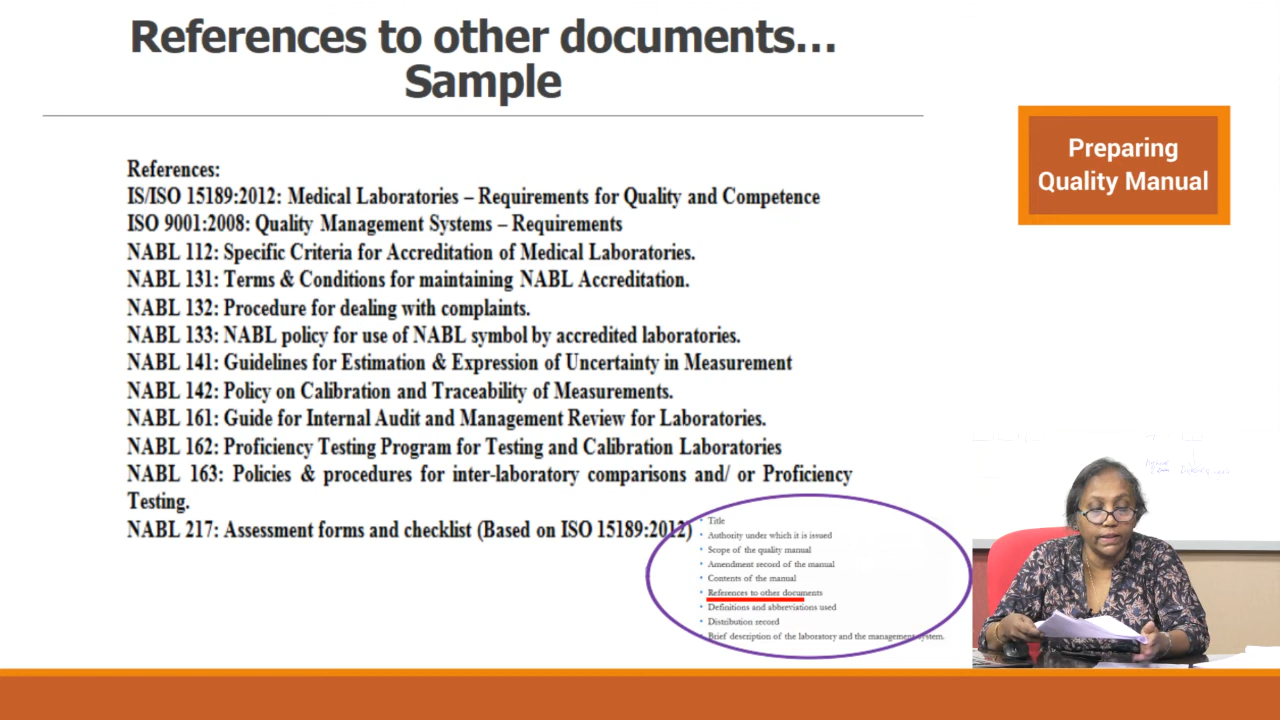 References to other documents…
Sample
Preparing
Quality Manual
References:
IS/ISO 15189:2012: Medical Laboratories – Requirements for Quality and Competence
ISO 9001:2008: Quality Management Systems – Requirements
NABL 112: Specific Criteria for Accreditation of Medical Laboratories.
NABL 131: Terms & Conditions for maintaining NABL Accreditation.
NABL 132: Procedure for dealing with complaints.
NABL 133: NABL policy for use of NABL symbol by accredited laboratories.
NABL 141: Guidelines for Estimation & Expression of Uncertainty in Measurement
NABL 142: Policy on Calibration and Traceability of Measurements.
NABL 161: Guide for Internal Audit and Management Review for Laboratories.
NABL 162: Proficiency Testing Program for Testing and Calibration Laboratories
NABL 163: Policies & procedures for inter-laboratory comparisons and/ or Proficiency
Testing.
NABL 217: Assessment forms and checklist (Based on ISO 15189:2012)
• Title
• Authority under which it is issued
• Scope of the quality manual
• Amendment record of the manual
• Contents of the manual
• References to other documents
• Definitions and abbreviations used
• Distribution record
• Brief description of the laboratory and the management system.